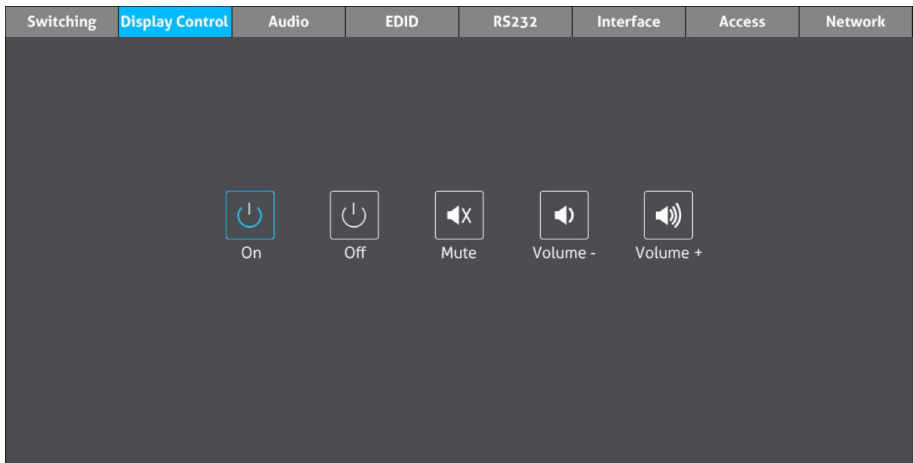 Switching Display Control Audio EDID RS232 Interface Access Network
On Off Mute Volume - Volume +